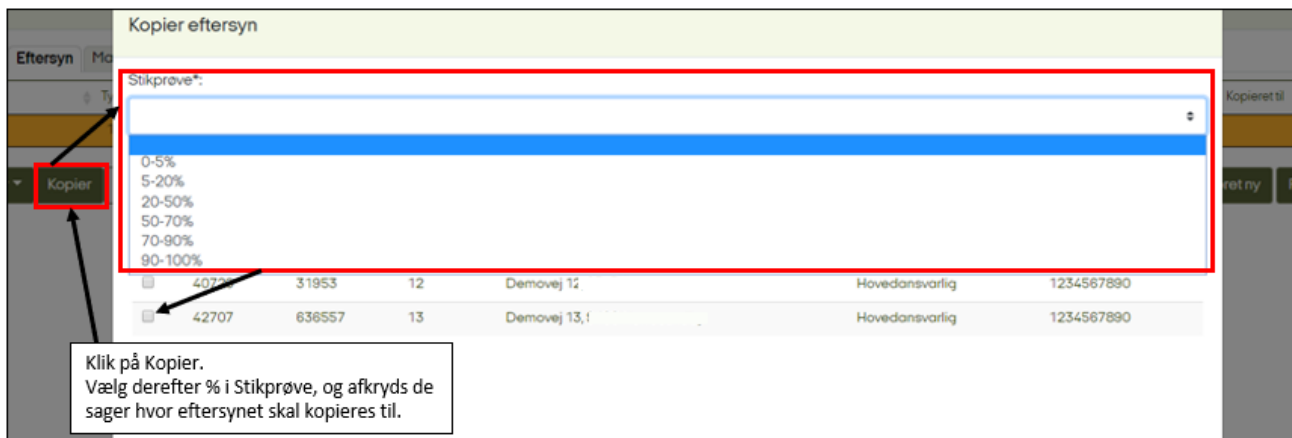 Kopier eftersyn
Eftersyn
Stikprøve*:
Kopieret til
0-5%
5-20%
20-50%
50-70%
70-90%
90-100%
Kopier
ret ny
31953 12 Demovej 12 Hovedansvarlig 1234567890
42707 636557 13 Demovej 13, Hovedansvarlig 1234567890
Klik på Kopier.
Vælg derefter % i Stikprøve, og afkryds de
sager hvor eftersynet skal kopieres til.